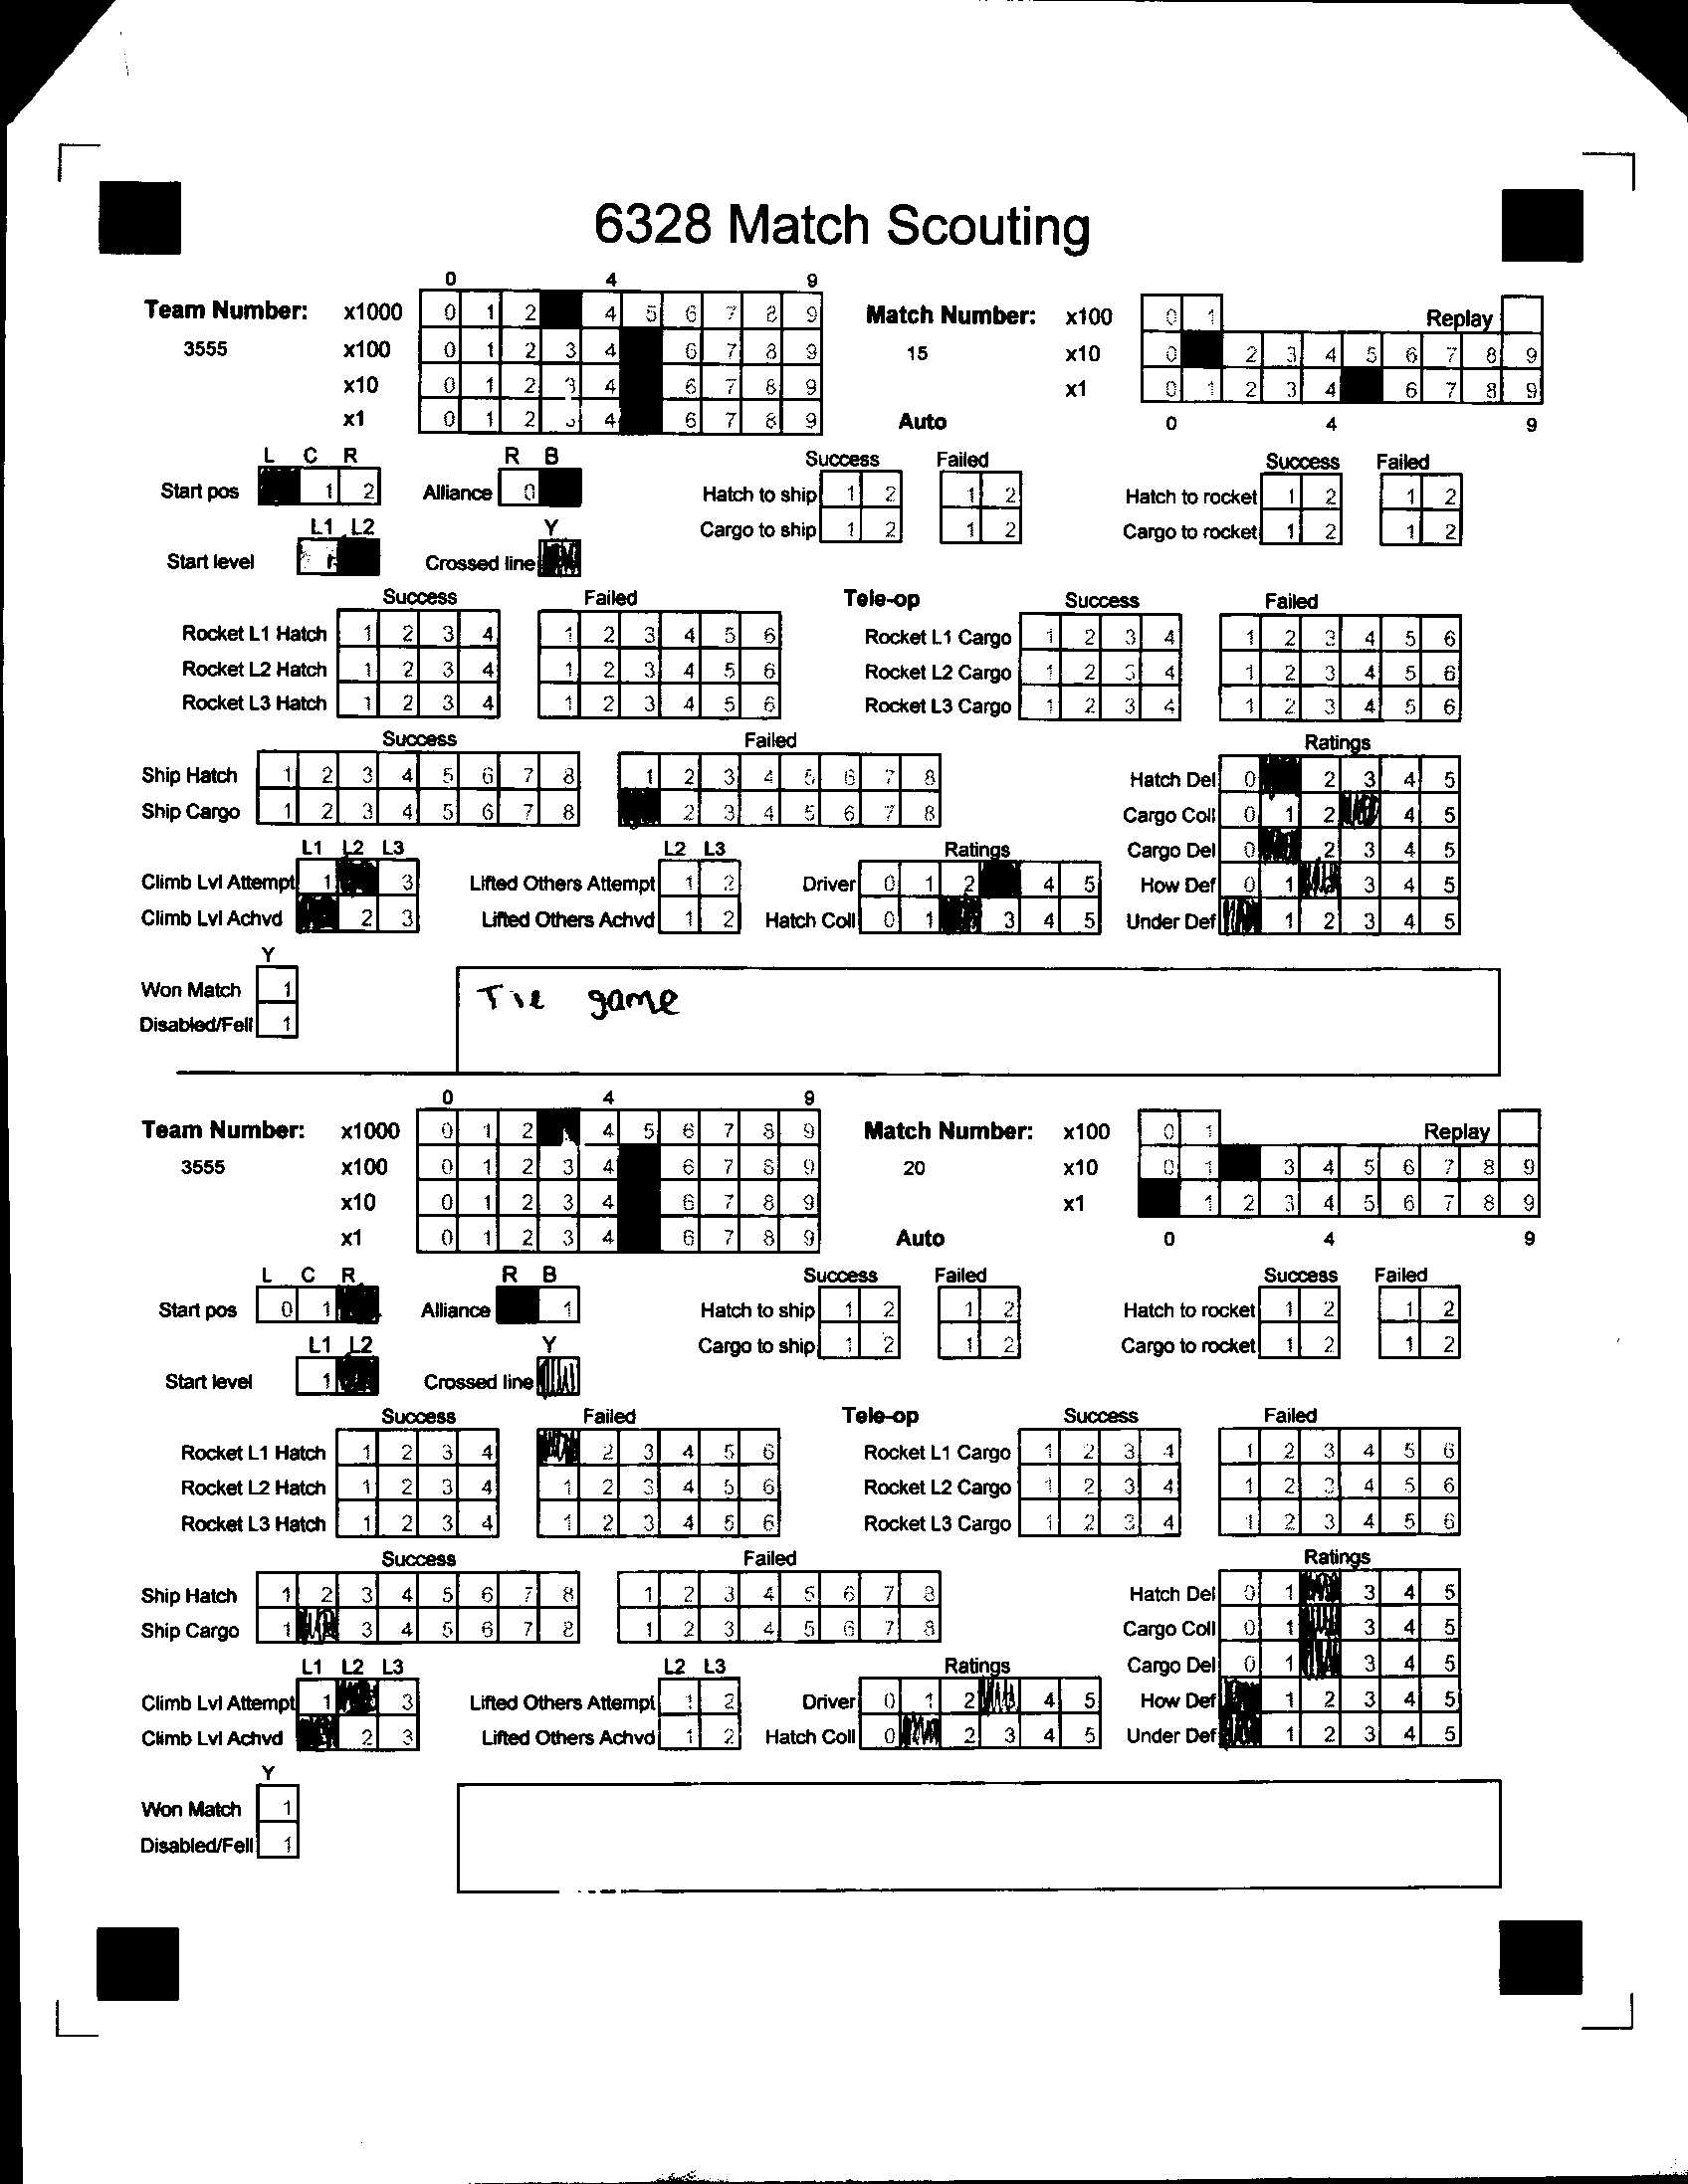 6328 Match Scouting
0 4 9
Team Number: x1000 0 1 2 4 5 6 7 8 9 Match Number: x100 0 1 Replay
3555 x100 0 1 2 3 4 6 7 8 9 15 x10 0 2 3 4 5 6 7 8 9
x10 0 1 2 3 4 6 7 8 9 x1 0 1 2 3 4 6 7 8 9
x1 0 1 2 3 4 6 7 8 9 Auto 0 4 9
L C R R B Success Failed Success Failed
Start pos 1 2 Alliance 0 Hatch to ship 1 2 1 2 Hatch to rocket 1 2 1 2
L1 L2 Y Cargo to ship 1 2 1 2 Cargo to rocket 1 2 1 2
Start level 1 Crossed line
Success Failed Tele-op Success Failed
Rocket L1 Hatch 1 2 3 4 1 2 3 4 5 6 Rocket L1 Cargo 1 2 3 4 1 2 3 4 5 6
Rocket L2 Hatch 1 2 3 4 1 2 3 4 5 6 Rocket L2 Cargo 1 2 3 4 1 2 3 4 5 6
Rocket L3 Hatch 1 2 3 4 1 2 3 4 5 6 Rocket L3 Cargo 1 2 3 4 1 2 3 4 5 6
Success Failed Ratings
Ship Hatch 1 2 3 4 5 6 7 8 1 2 3 4 5 6 7 8 Hatch Del 0 2 3 4 5
Ship Cargo 1 2 3 4 5 6 7 8 2 3 4 5 6 7 8 Cargo Coll 0 1 2 4 5
L1 L2 L3 L2 L3 Ratings Cargo Del 0 2 3 4 5
Climb Lvl Attempt 1 3 Lifted Others Attempt 1 2 Driver 0 1 2 4 5 How Def 0 1 3 4 5
Climb Lvl Achvd 2 3 Lifted Others Achvd 1 2 Hatch Coll 0 1 3 4 5 Under Def 1 2 3 4 5
Y
Won Match 1 Tie game
Disabled/Fell 1
0 4 9
Team Number: x1000 0 1 2 4 5 6 7 8 9 Match Number: x100 0 1 Replay
3555 x100 0 1 2 3 4 6 7 8 9 20 x10 0 1 3 4 5 6 7 8 9
x10 0 1 2 3 4 6 7 8 9 x1 1 2 3 4 5 6 7 8 9
x1 0 1 2 3 4 6 7 8 9 Auto 0 4 9
L C R R B Success Failed Success Failed
Start pos 0 1 Alliance 1 Hatch to ship 1 2 1 2 Hatch to rocket 1 2 1 2
L1 L2 Y Cargo to ship 1 2 1 2 Cargo to rocket 1 2 1 2
Start level 1 Crossed line
Success Failed Tele-op Success Failed
Rocket L1 Hatch 1 2 3 4 2 3 4 5 6 Rocket L1 Cargo 1 2 3 4 1 2 3 4 5 6
Rocket L2 Hatch 1 2 3 4 1 2 3 4 5 6 Rocket L2 Cargo 1 2 3 4 1 2 3 4 5 6
Rocket L3 Hatch 1 2 3 4 1 2 3 4 5 6 Rocket L3 Cargo 1 2 3 4 1 2 3 4 5 6
Success Failed Ratings
Ship Hatch 1 2 3 4 5 6 7 8 1 2 3 4 5 6 7 8 Hatch Del 0 1 3 4 5
Ship Cargo 1 3 4 5 6 7 8 1 2 3 4 5 6 7 8 Cargo Coll 0 1 3 4 5
L1 L2 L3 L2 L3 Ratings Cargo Del 0 1 3 4 5
Climb Lvl Attempt 1 3 Lifted Others Attempt 1 2 Driver 0 1 2 4 5 How Def 1 2 3 4 5
Climb Lvl Achvd 2 3 Lifted Others Achvd 1 2 Hatch Coll 0 2 3 4 5 Under Def 1 2 3 4 5
Y
Won Match 1
Disabled/Fell 1